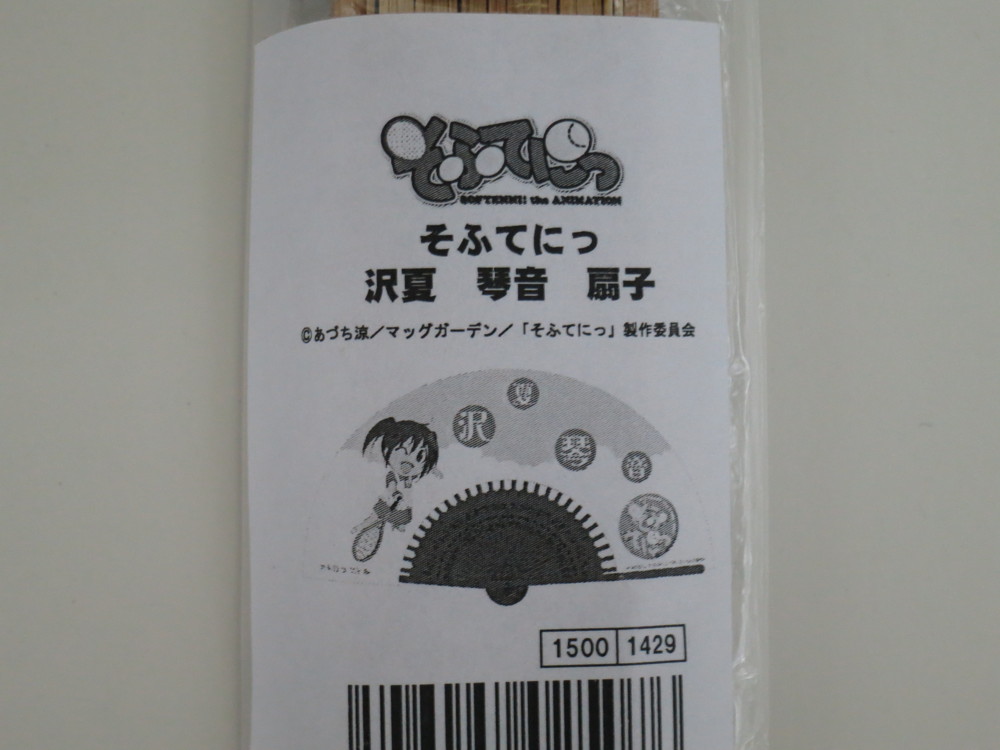 そふてにっ
SOFTENNI! the ANIMATION
そふてにっ
沢夏 琴音 扇子
©あづち涼／マッグガーデン／「そふてにっ」製作委員会
沢
夏
琴
音
1500 1429